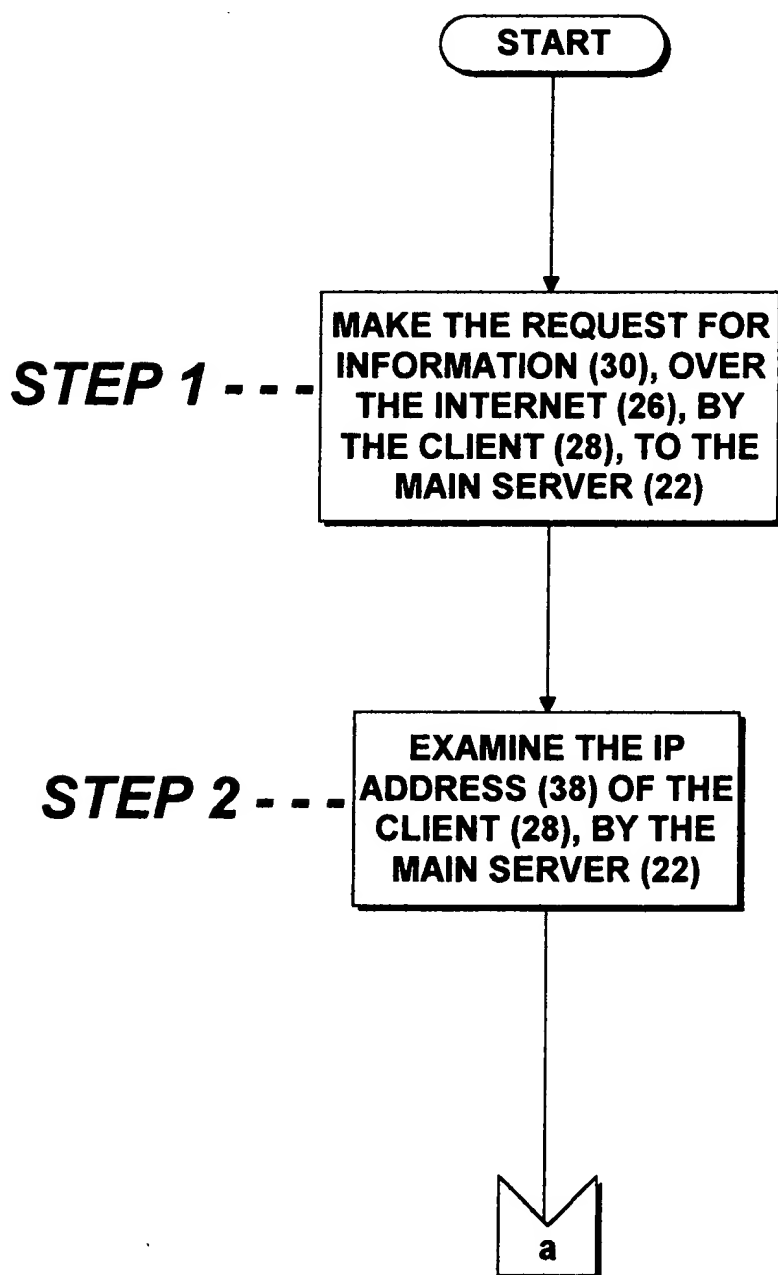 START
STEP 1 - - -
MAKE THE REQUEST FOR
INFORMATION (30), OVER
THE INTERNET (26), BY
THE CLIENT (28), TO THE
MAIN SERVER (22)
STEP 2 - - -
EXAMINE THE IP
ADDRESS (38) OF THE
CLIENT (28), BY THE
MAIN SERVER (22)
a